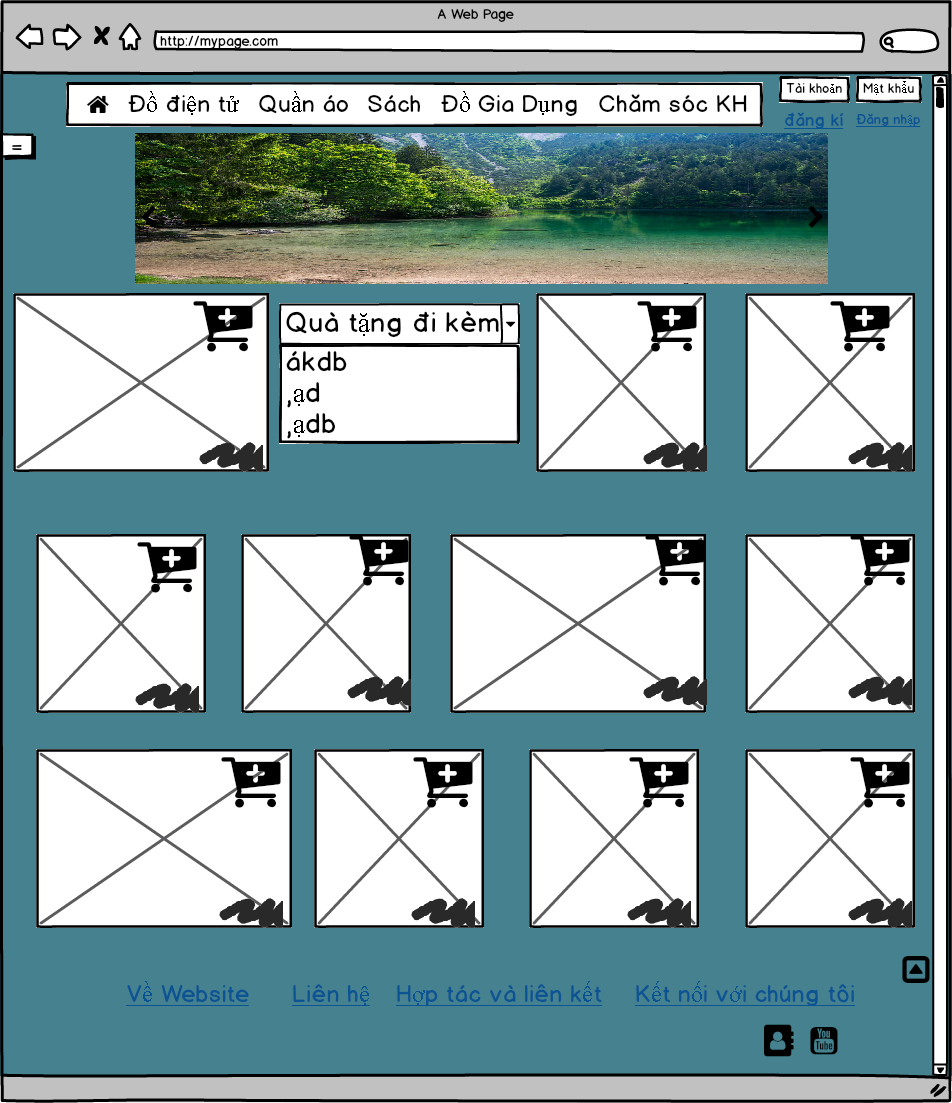 A Web Page
http://mypage.com
Đồ điện tử Quần áo Sách Đồ Gia Dụng Chăm sóc KH
Tài khoản Mật khẩu
đăng kí Đăng nhập
=
Quà tặng đi kèm
ákdb
,ạd
,ạdb
Về Website Liên hệ Hợp tác và liên kết Kết nối với chúng tôi
You
Tube